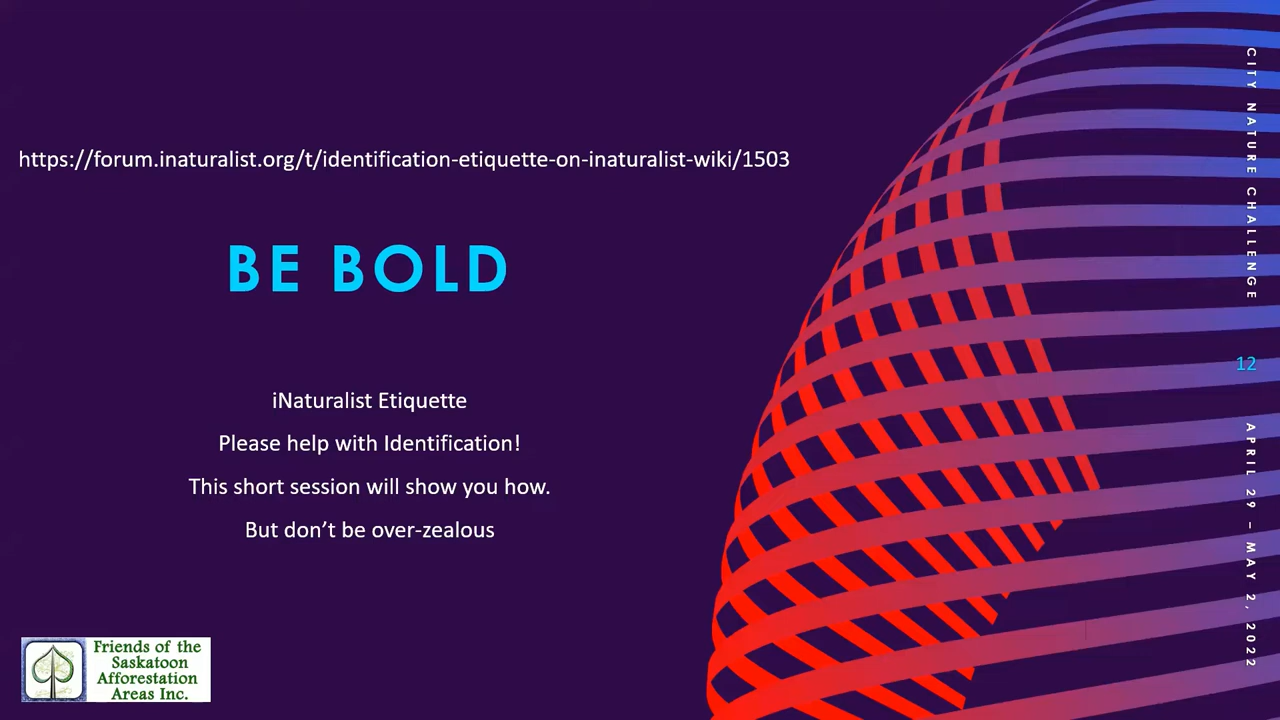 https://forum.inaturalist.org/t/identification-etiquette-on-inaturalist-wiki/1503
BE BOLD
iNaturalist Etiquette
Please help with Identification!
This short session will show you how.
But don’t be over-zealous
Friends of the
Saskatoon
Afforestation
Areas Inc.
CITY NATURE CHALLENGE
12
APRIL 29 – MAY 2, 2022